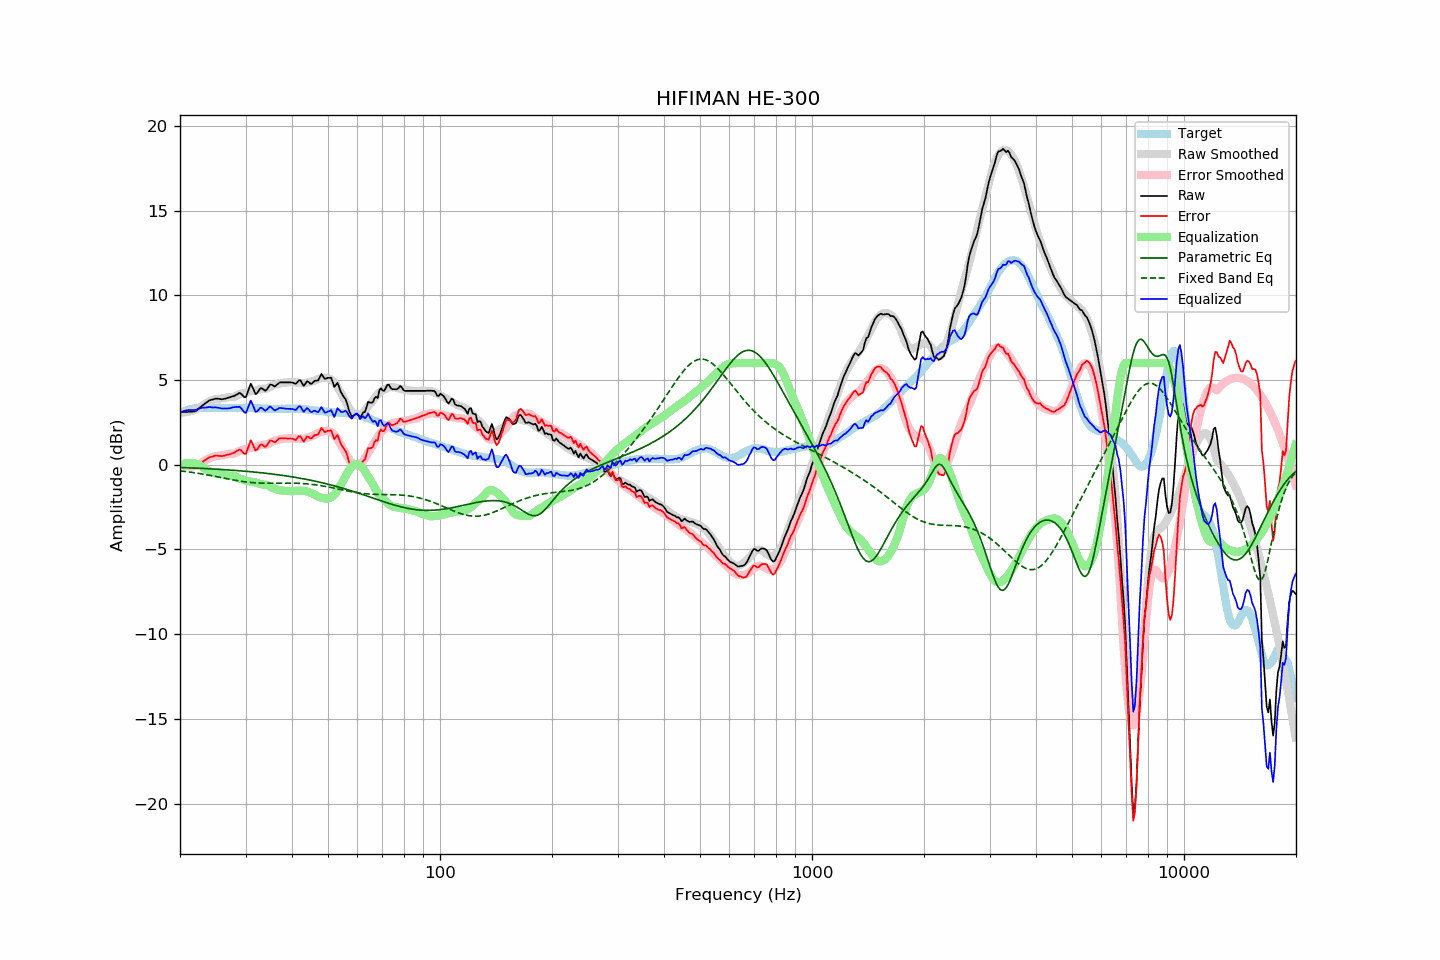 HIFIMAN HE-300
20
15
10
5
0
−5
−10
−15
−20
Amplitude (dBr)
Target
Raw Smoothed
Error Smoothed
Raw
Error
Equalization
Parametric Eq
Fixed Band Eq
Equalized
100
1000
10000
Frequency (Hz)